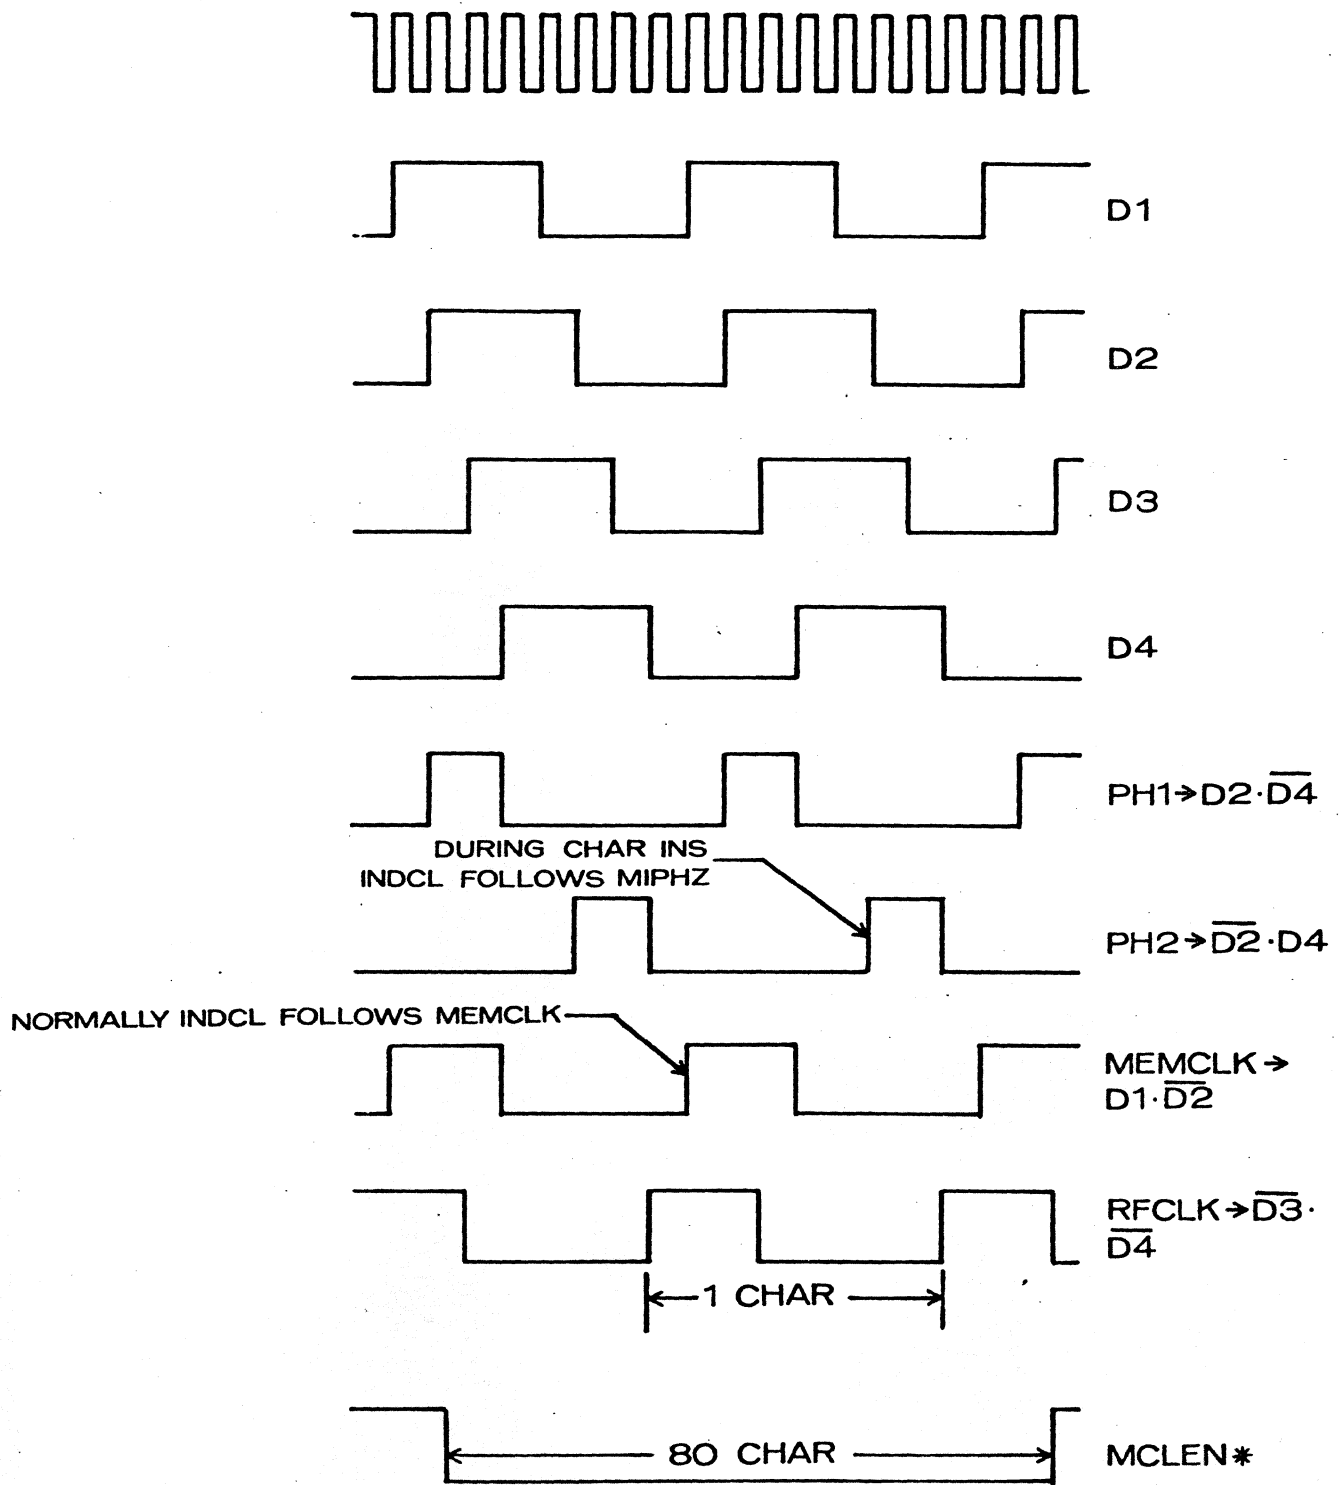 D1
D2
D3
D4
PH1→D2·D̅4̅
DURING CHAR INS
INDCL FOLLOWS MIPHZ
PH2→D̅2̅·D4
NORMALLY INDCL FOLLOWS MEMCLK
MEMCLK→
D1·D̅2̅
RFCLK→D̅3̅·
D̅4̅
1 CHAR
80 CHAR
MCLEN*